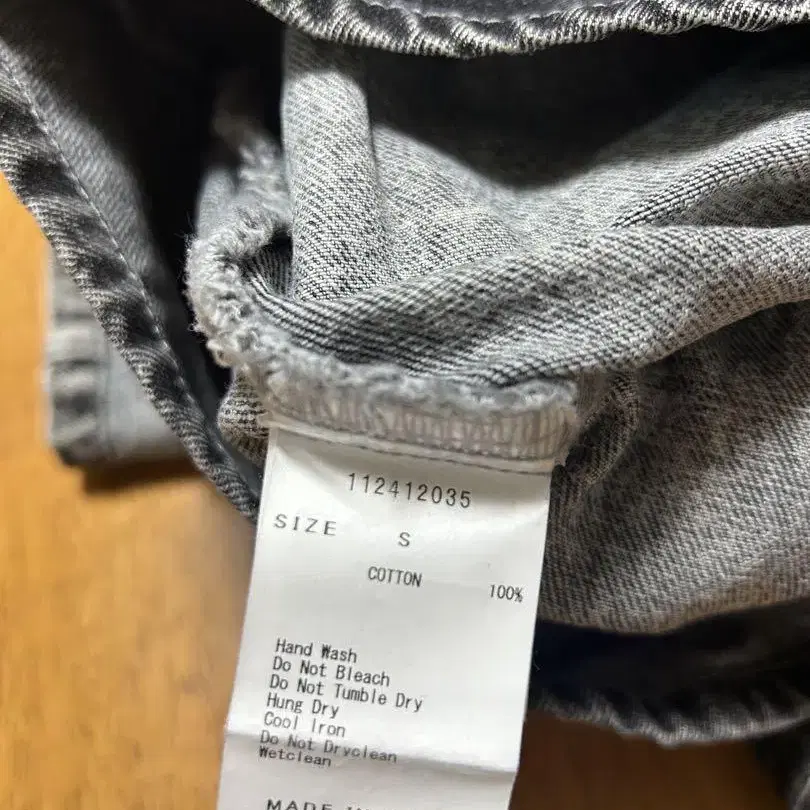 112412035
SIZE S
COTTON 100%
Hand Wash
Do Not Bleach
Do Not Tumble Dry
Hung Dry
Cool Iron
Do Not Dryclean
Wetclean
MADE